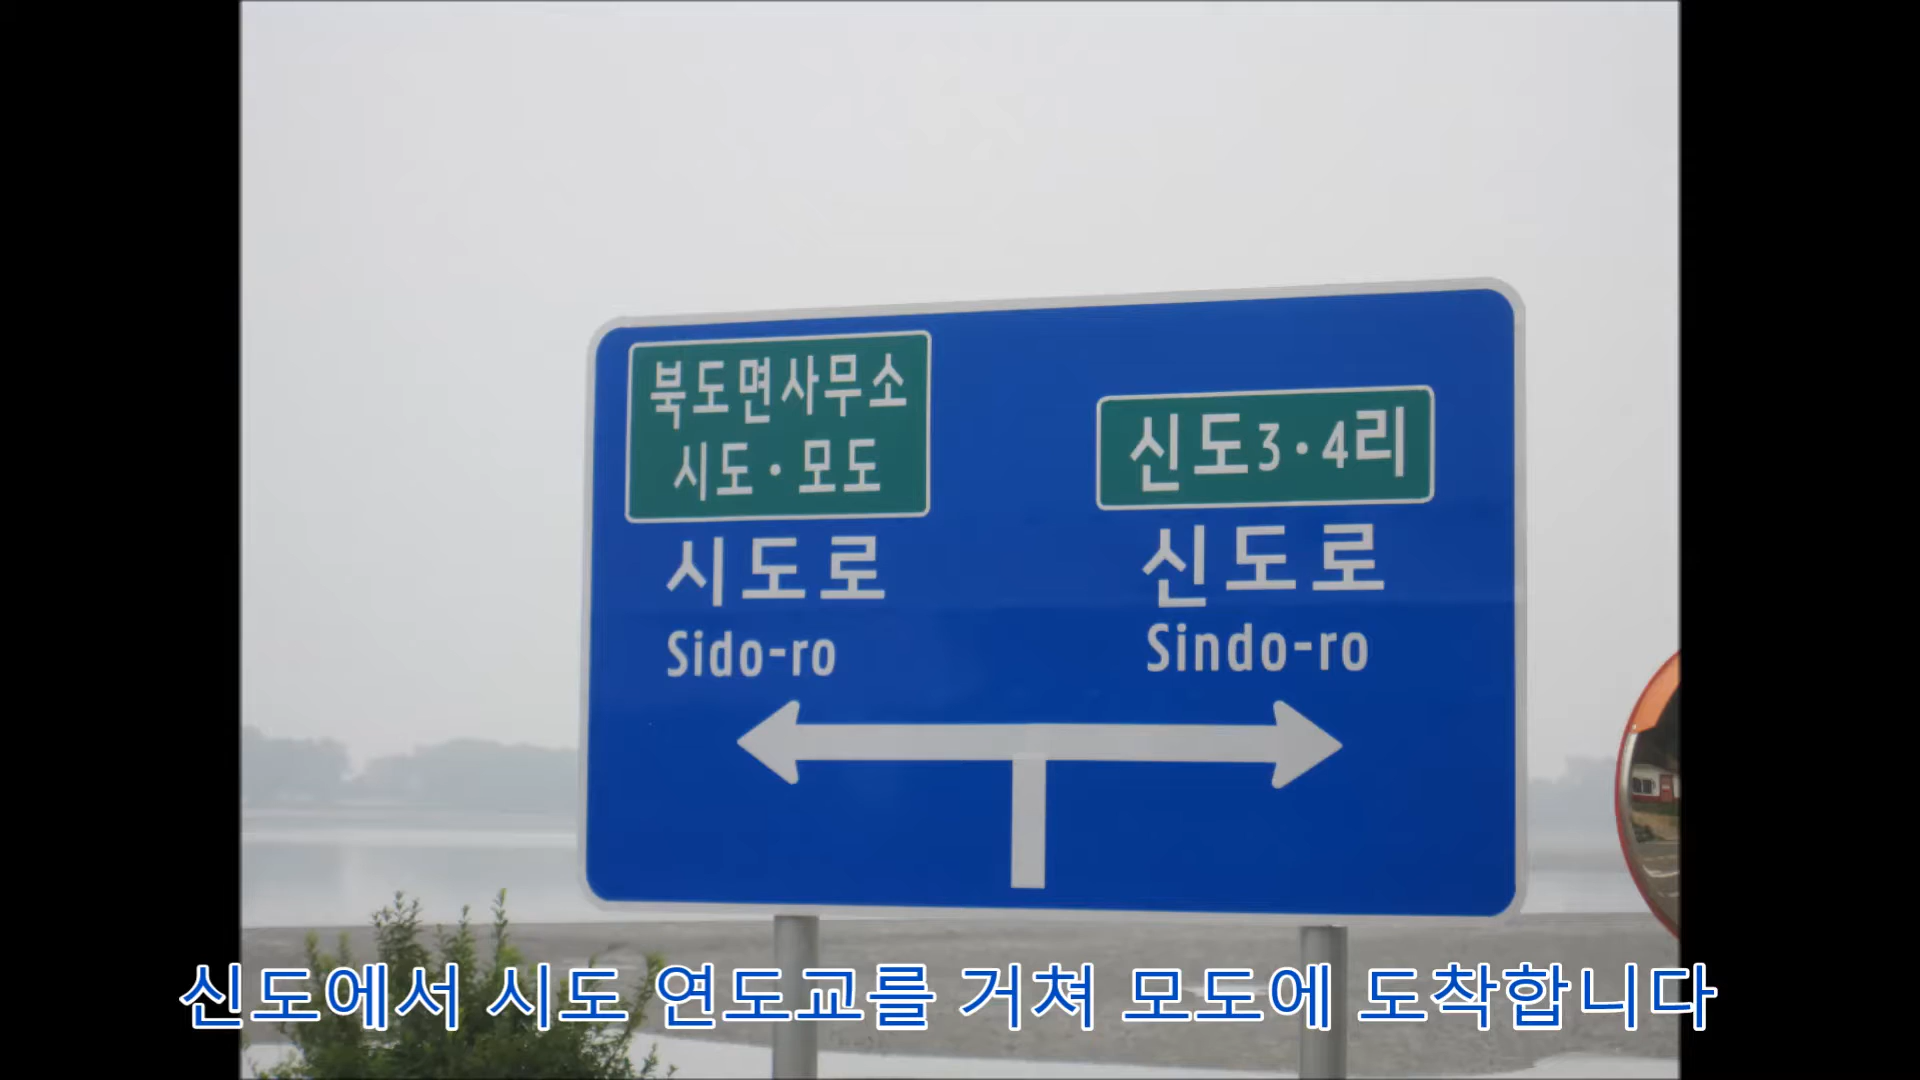 북도면사무소
시도·모도
시도로
Sido-ro
신도3·4리
신도로
Sindo-ro
신도에서 시도 연도교를 거쳐 모도에 도착합니다